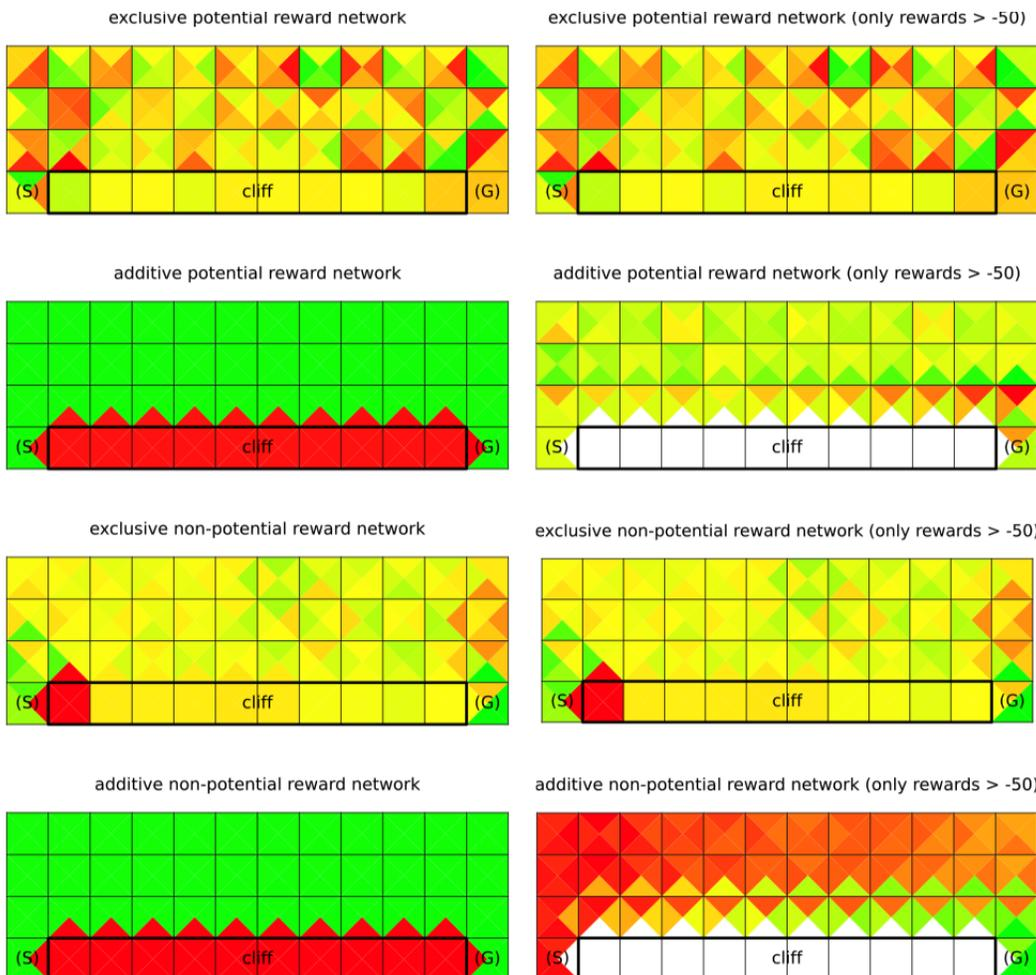 exclusive potential reward network
exclusive potential reward network (only rewards > -50)
(S) cliff (G)
(S) cliff (G)
additive potential reward network
additive potential reward network (only rewards > -50)
(S) cliff (G)
(S) cliff (G)
exclusive non-potential reward network
exclusive non-potential reward network (only rewards > -50)
(S) cliff (G)
(S) cliff (G)
additive non-potential reward network
additive non-potential reward network (only rewards > -50)
(S) cliff (G)
(S) cliff (G)